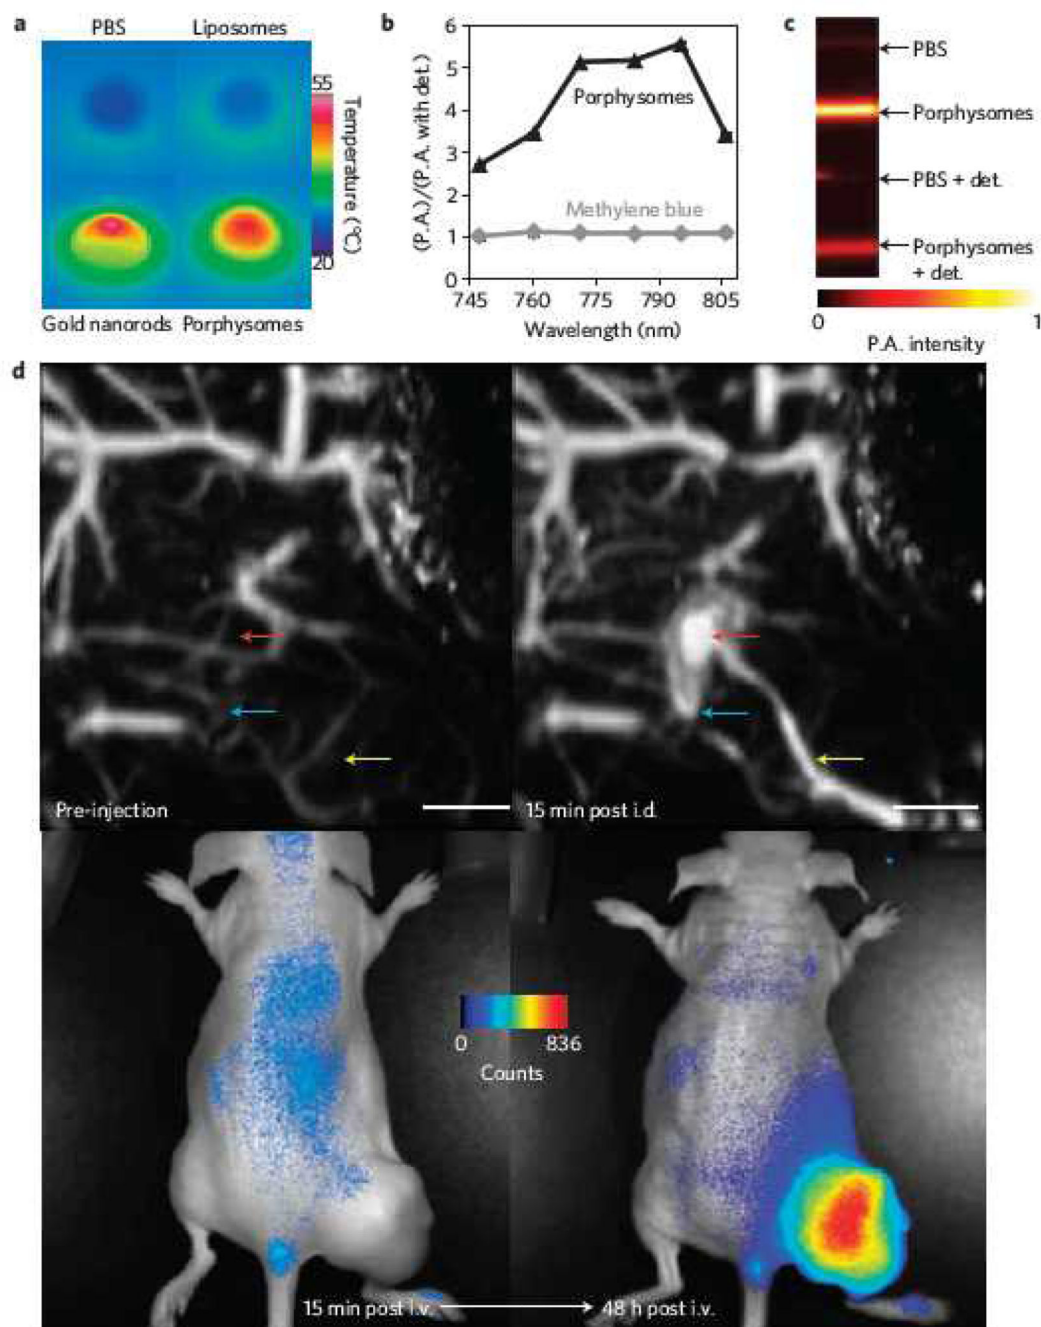 a
PBS
Liposomes
55
Temperature (°C)
20
Gold nanorods
Porphysomes
b
(P.A.)/(P.A. with det.)
6
5
4
3
2
1
0
Porphysomes
Methylene blue
745 760 775 790 805
Wavelength (nm)
c
PBS
Porphysomes
PBS + det.
Porphysomes
+ det.
0 1
P.A. intensity
d
Pre-injection
15 min post i.d.
0 836
Counts
15 min post i.v.
48 h post i.v.